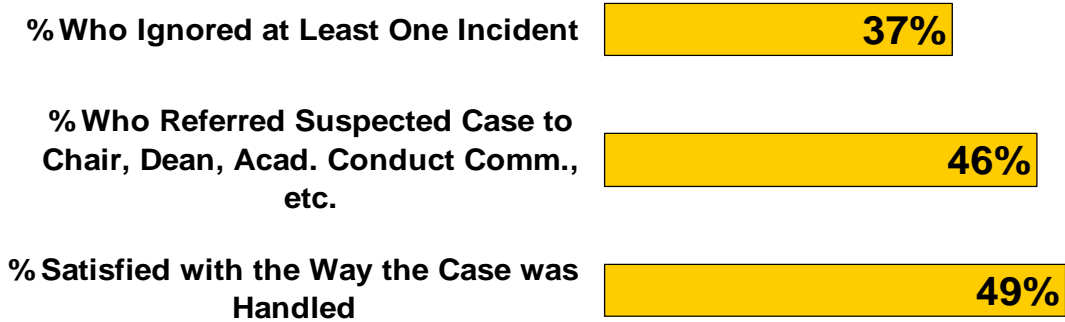 % Who Ignored at Least One Incident
37%
% Who Referred Suspected Case to
Chair, Dean, Acad. Conduct Comm.,
etc.
46%
% Satisfied with the Way the Case was
Handled
49%